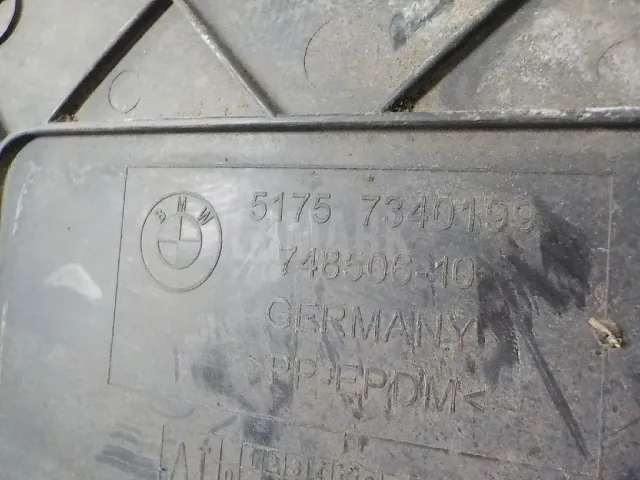 BMW
5175 7340199
748506-10
GERMANY
>PP-EPDM<